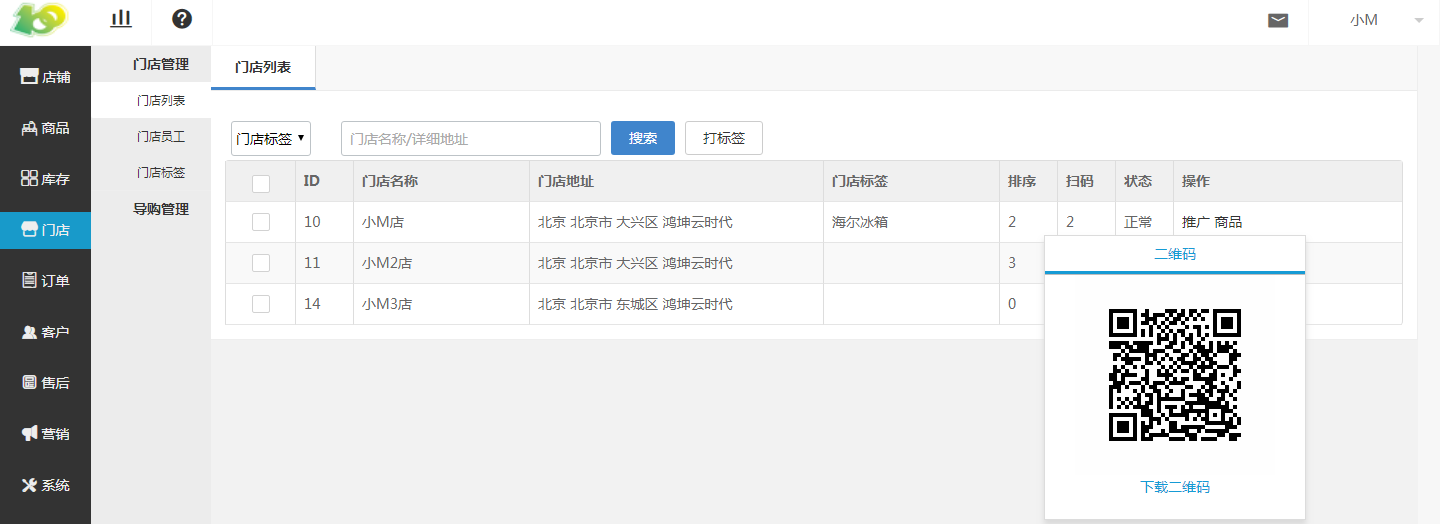 小M
店铺
商品
库存
门店
订单
客户
售后
营销
系统
门店管理
门店列表
门店员工
门店标签
导购管理
门店列表
门店标签 门店名称/详细地址 搜索 打标签
ID 门店名称 门店地址 门店标签 排序 扫码 状态 操作
10 小M店 北京 北京市 大兴区 鸿坤云时代 海尔冰箱 2 2 正常 推广 商品
11 小M2店 北京 北京市 大兴区 鸿坤云时代 3
14 小M3店 北京 北京市 东城区 鸿坤云时代 0
二维码
下载二维码